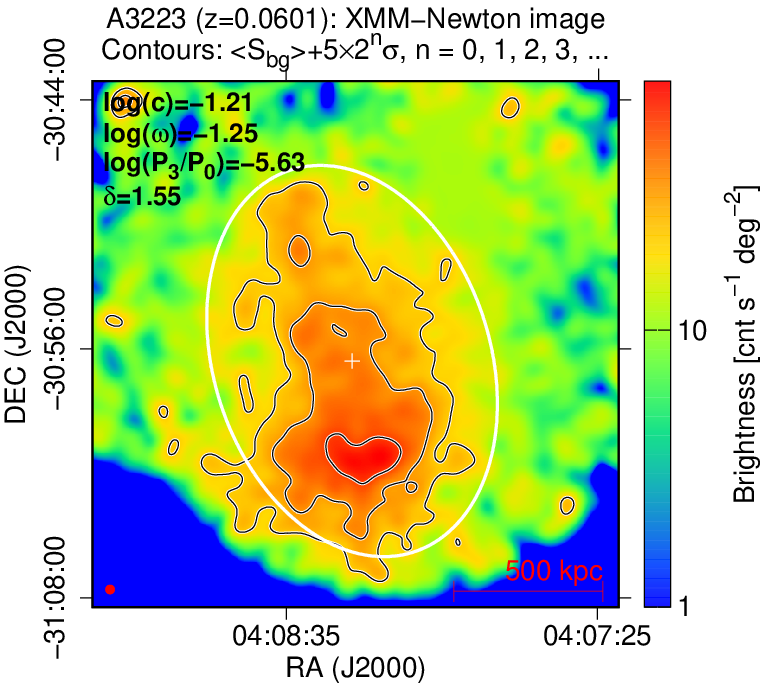 A3223 (z=0.0601): XMM−Newton image
Contours: <S_bg>+5×2^nσ, n = 0, 1, 2, 3, ...
log(c)=−1.21
log(ω)=−1.25
log(P_3/P_0)=−5.63
δ=1.55
−30:44:00
−30:56:00
−31:08:00
DEC (J2000)
500 kpc
04:08:35 04:07:25
RA (J2000)
10
1
Brightness [cnt s^−1 deg^−2]